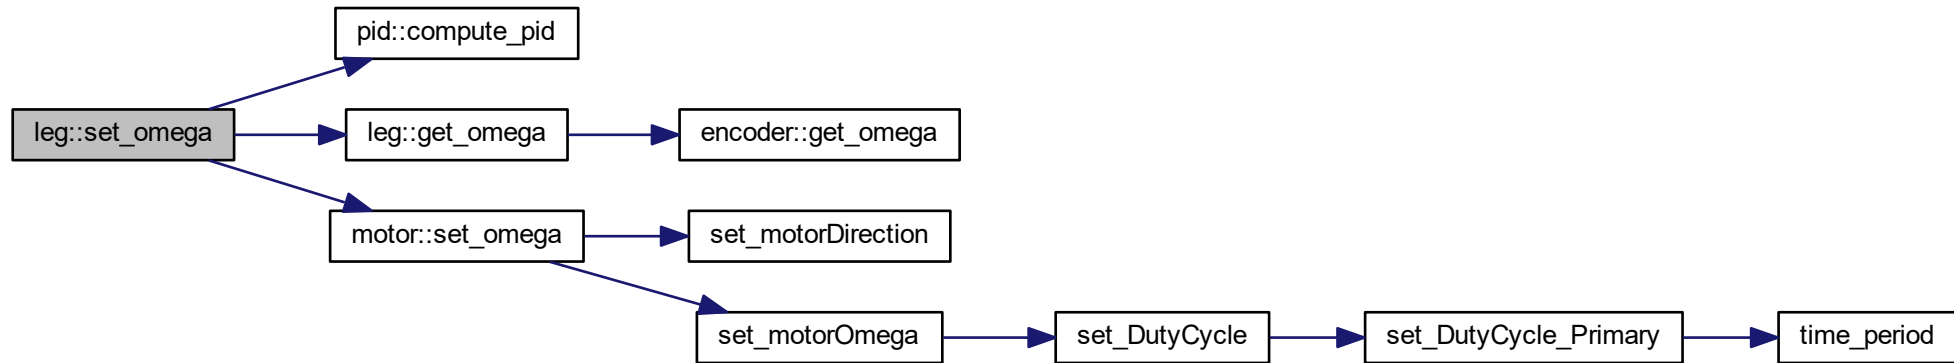 pid::compute_pid
leg::set_omega
leg::get_omega
encoder::get_omega
motor::set_omega
set_motorDirection
set_motorOmega
set_DutyCycle
set_DutyCycle_Primary
time_period